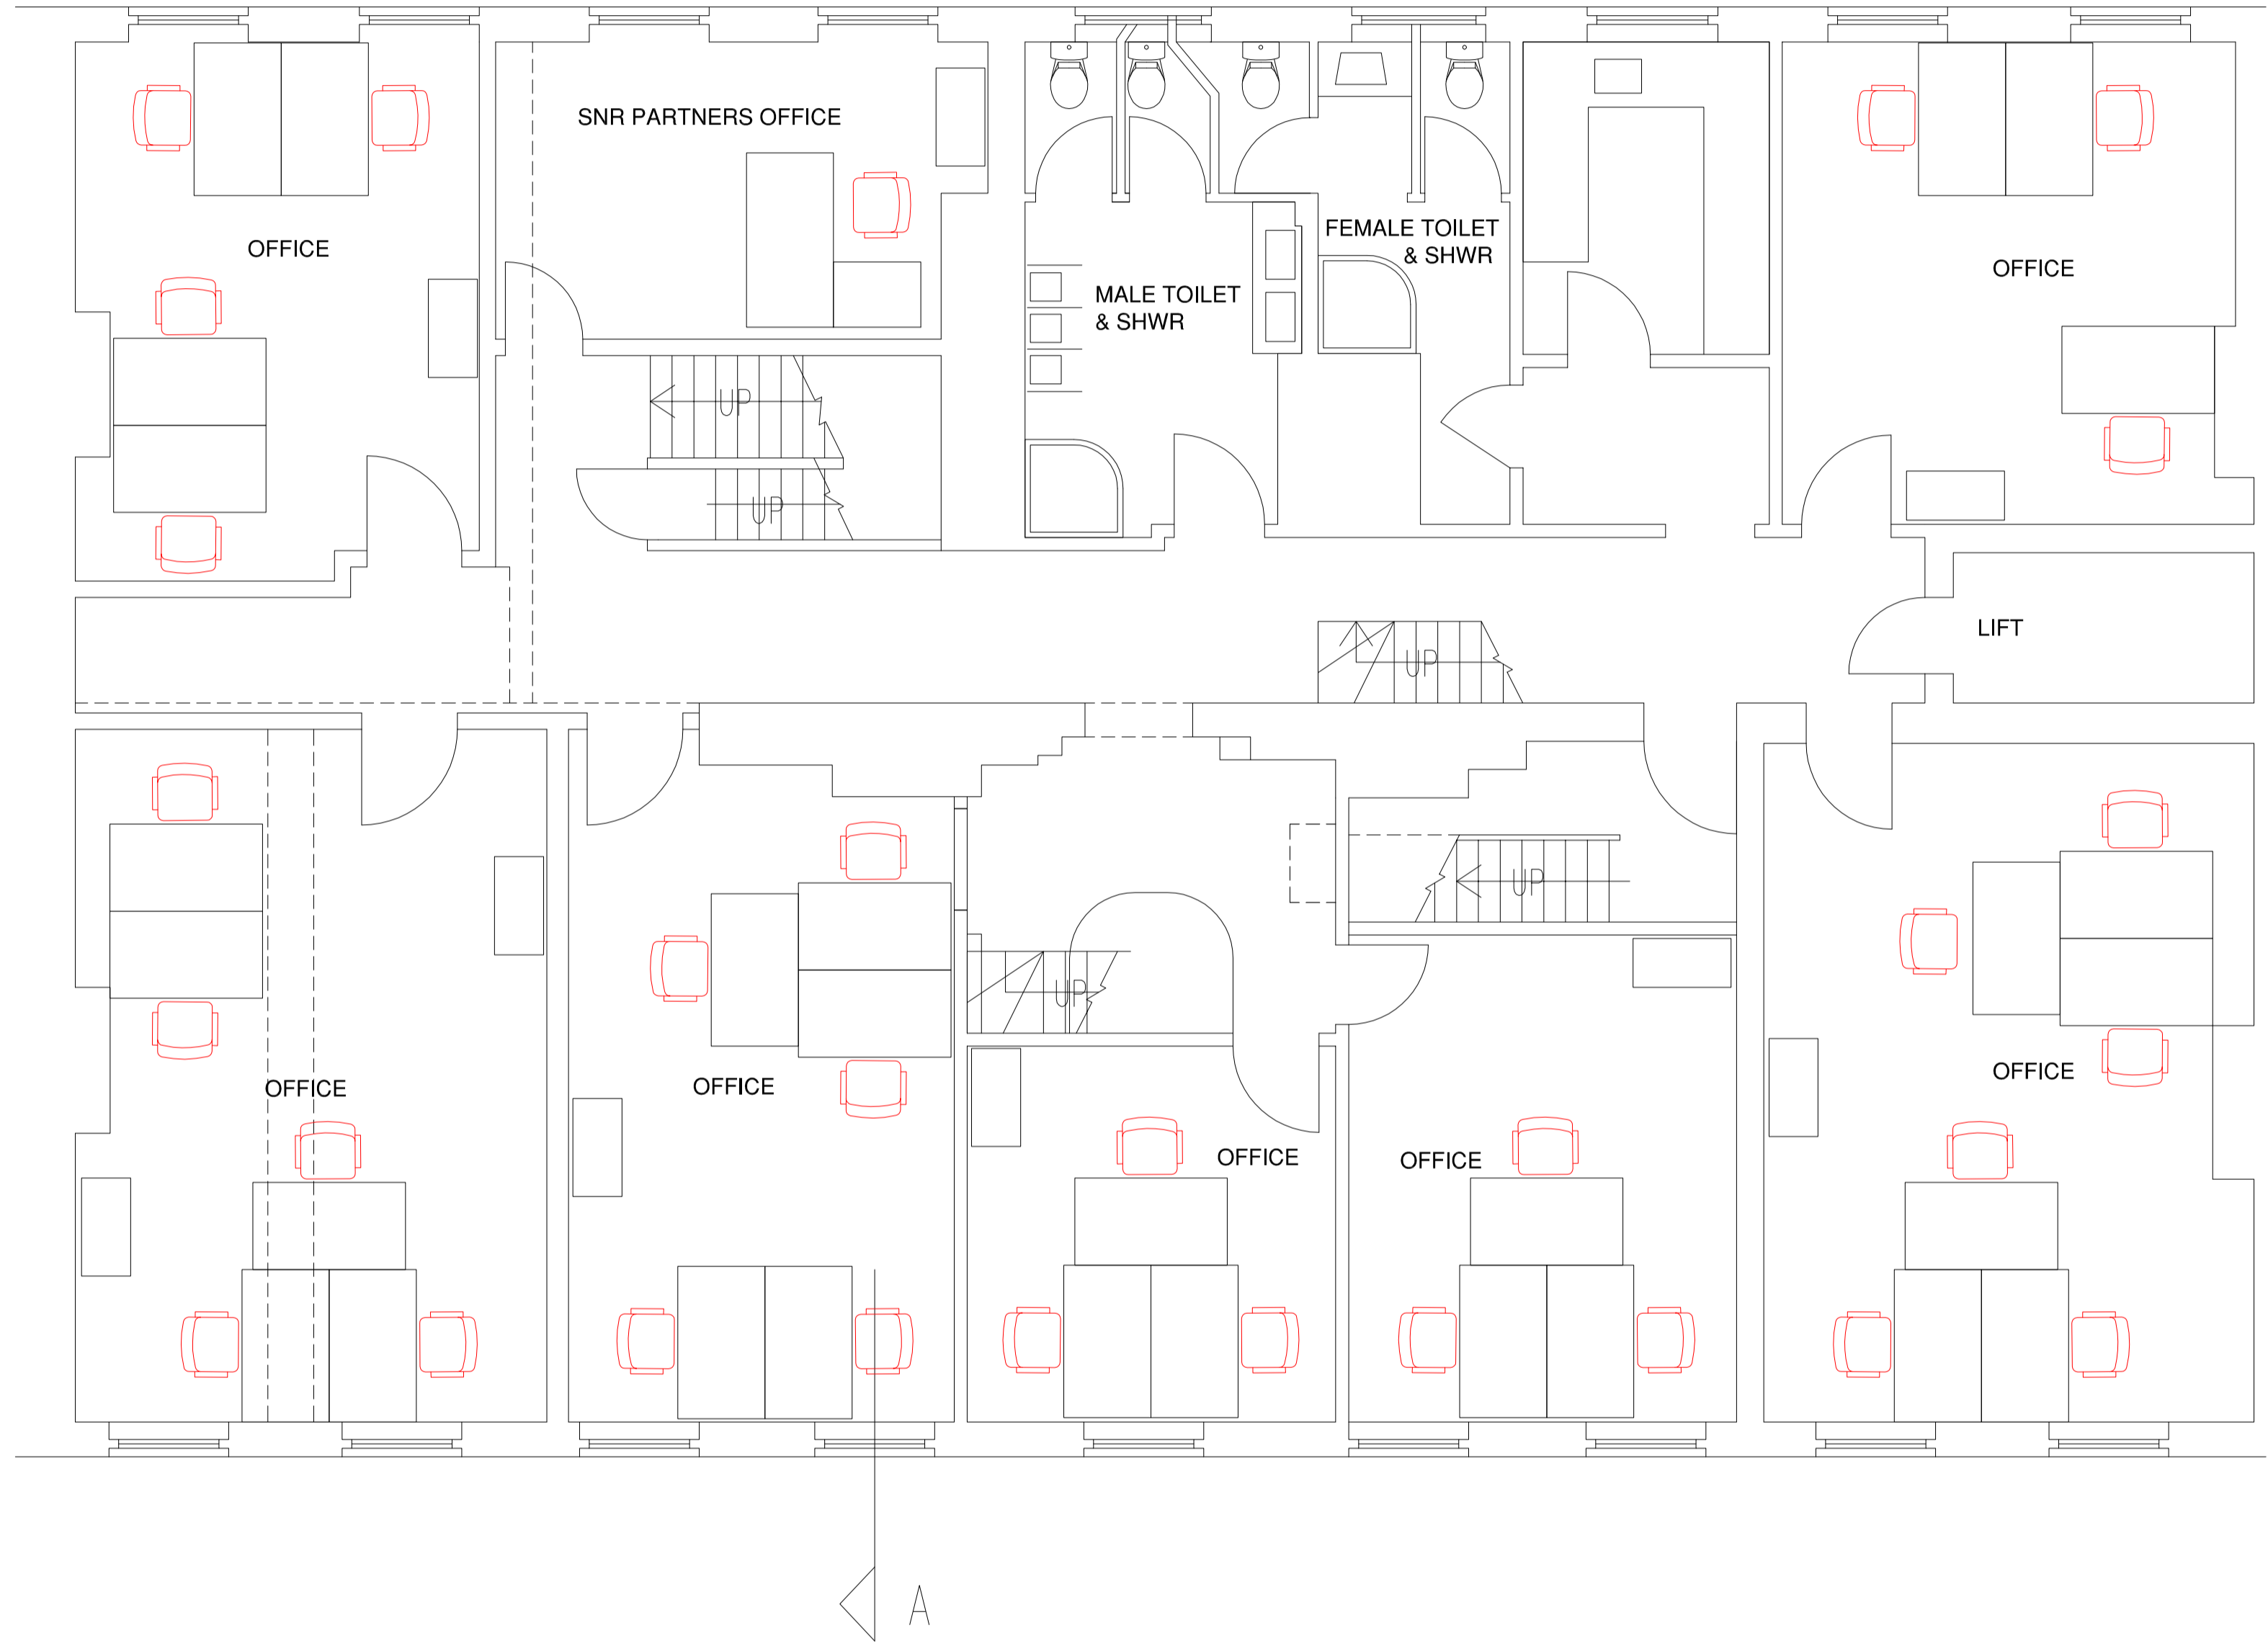 SNR PARTNERS OFFICE
OFFICE
FEMALE TOILET
& SHWR
OFFICE
MALE TOILET
& SHWR
UP
UP
LIFT
UP
UP
UP
OFFICE
OFFICE
OFFICE
OFFICE
OFFICE
A